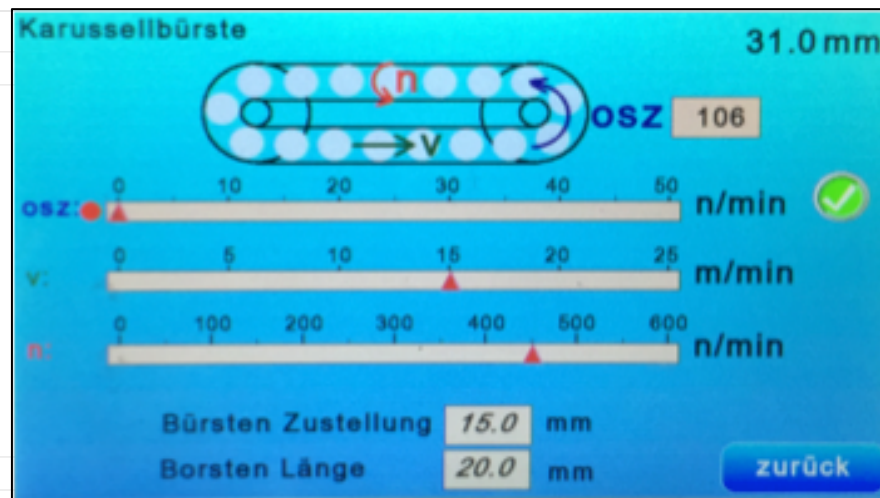 Karussellbürste
31.0 mm
n
osz 106
v
0 10 20 30 40 50
osz: n/min
0 5 10 15 20 25
v: m/min
0 100 200 300 400 500 600
n: n/min
Bürsten Zustellung 15.0 mm
Borsten Länge 20.0 mm
zurück